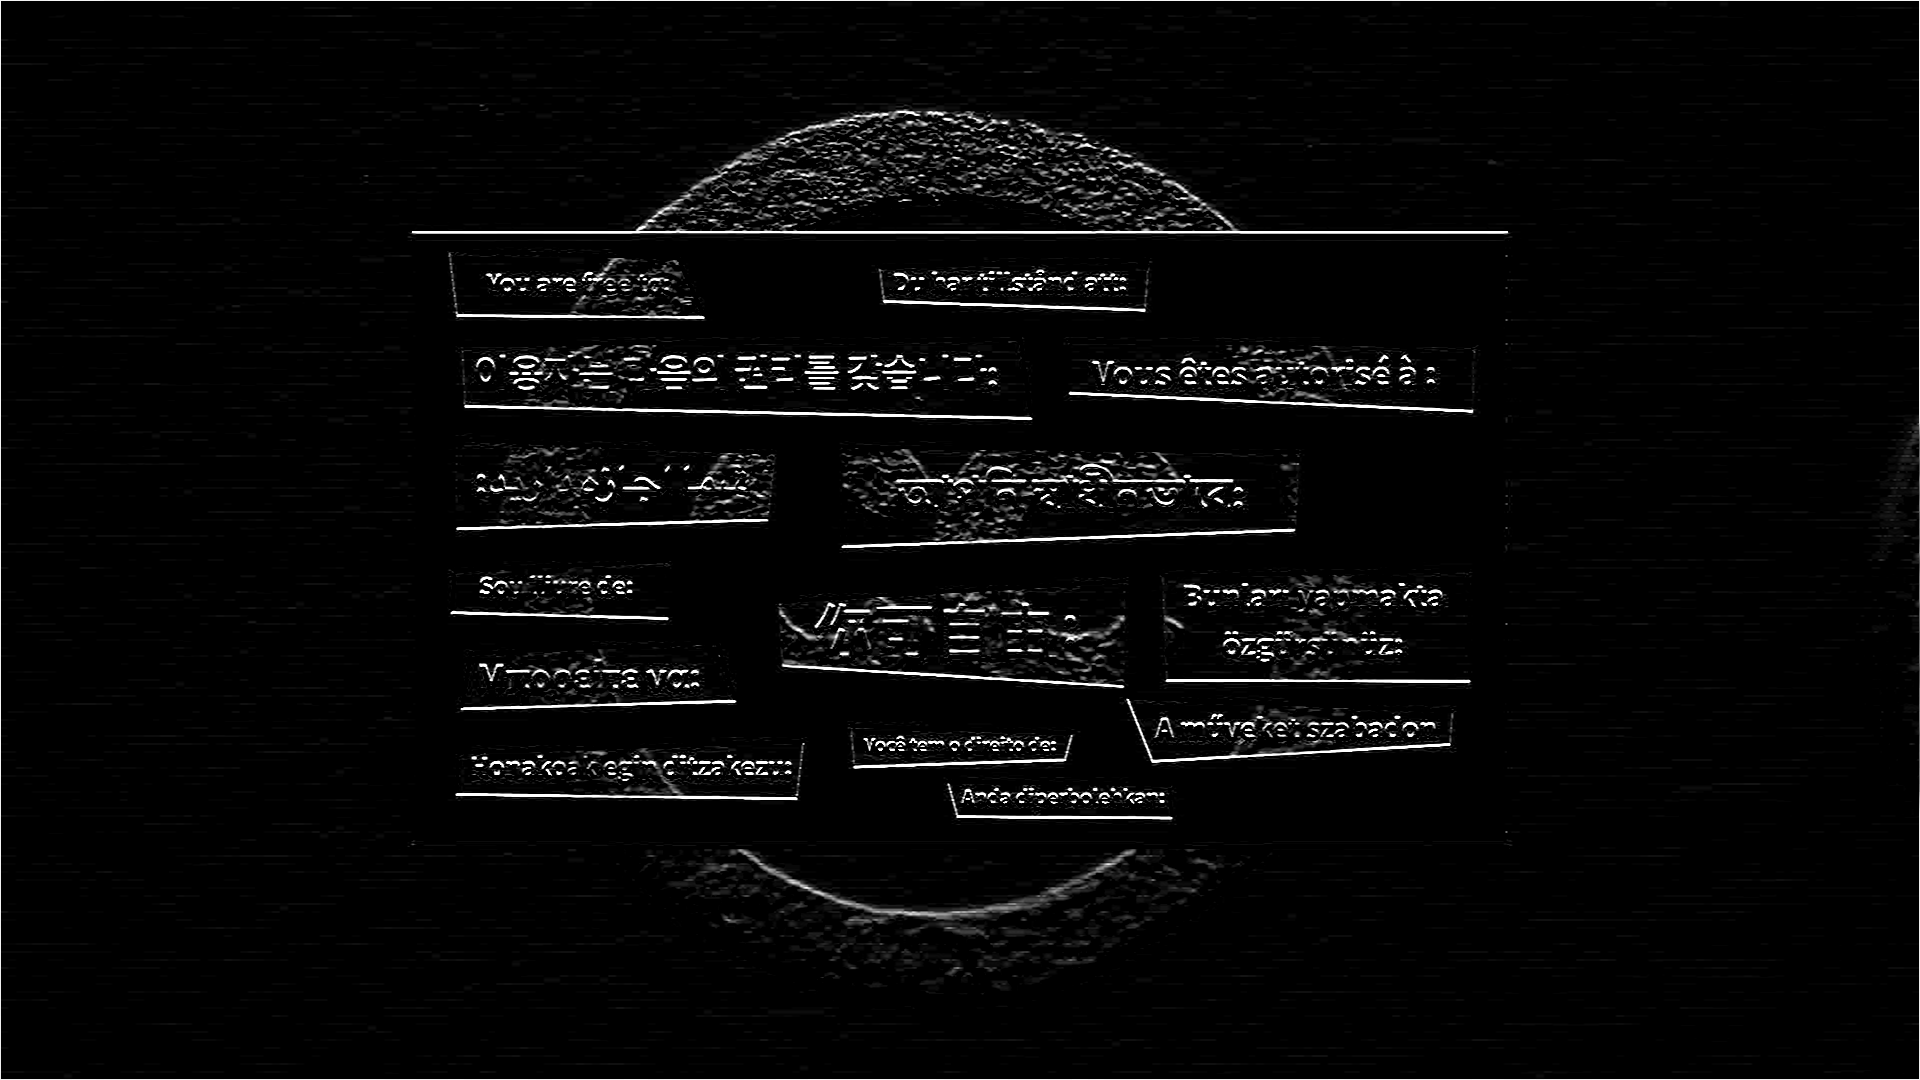 You are free to:
Du har tillstånd att:
이용자는 다음의 권리를 갖습니다:
Vous êtes autorisé à :
Sou lliure de:
Bunları yapmakta
özgürsünüz:
Μπορείτε να:
A műveket szabadon
Você tem o direito de:
Honakoak egin ditzakezu:
Anda diperbolehkan: